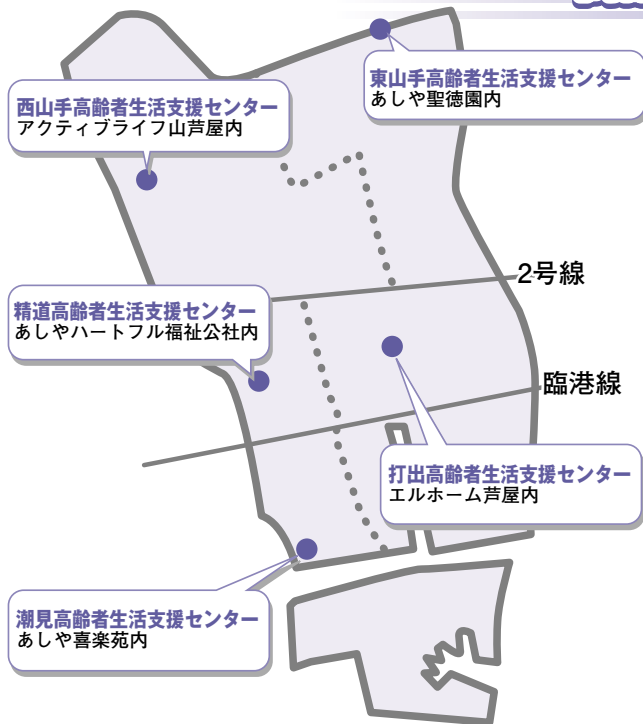 東山手高齢者生活支援センター
あしや聖徳園内
西山手高齢者生活支援センター
アクティブライフ山芦屋内
2号線
精道高齢者生活支援センター
あしやハートフル福祉公社内
臨港線
打出高齢者生活支援センター
エルホーム芦屋内
潮見高齢者生活支援センター
あしや喜楽苑内